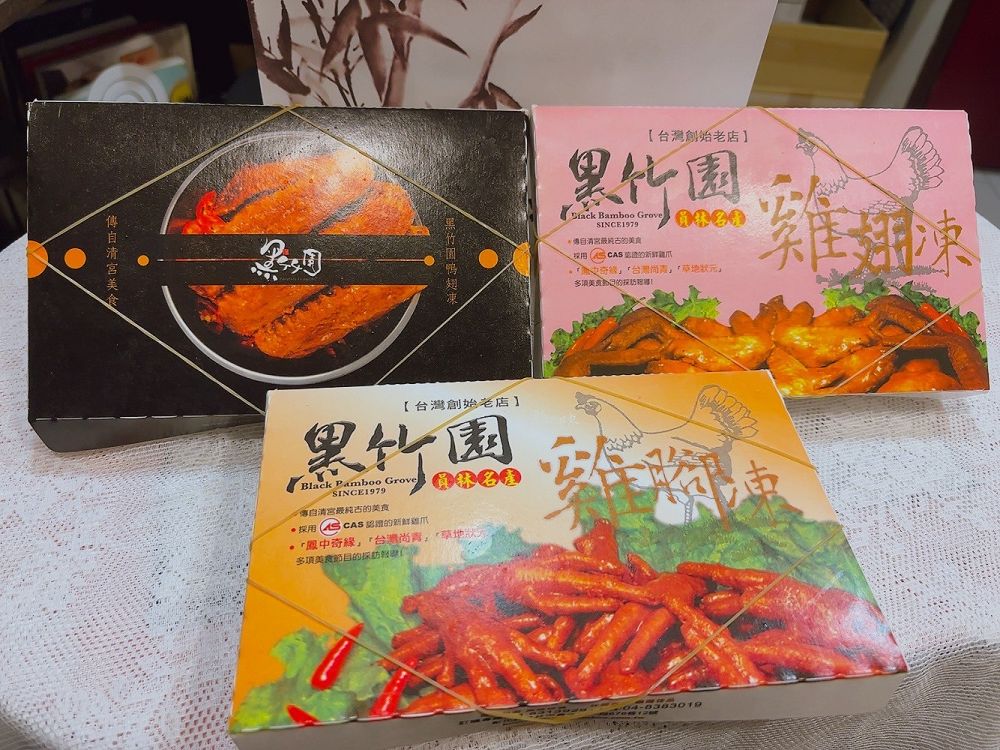 傳自清宮美食
黑竹園
黑竹園鴨翅凍
【台灣創始老店】
黑竹園
Black Bamboo Grove
SINCE1979
員林名產
雞翅凍
•傳自清宮最純古的美食
採用 CAS 認證的新鮮雞爪
•「鳳中奇緣」「台灣尚青」「草地狀元」
多項美食節目的採訪報導!
【台灣創始老店】
黑竹園
Black Bamboo Grove
SINCE1979
員林名產
雞腳凍
•傳自清宮最純古的美食
•採用 CAS 認證的新鮮雞爪
•「鳳中奇緣」「台灣尚青」「草地狀元」
多項美食節目的採訪報導!
04-8383019